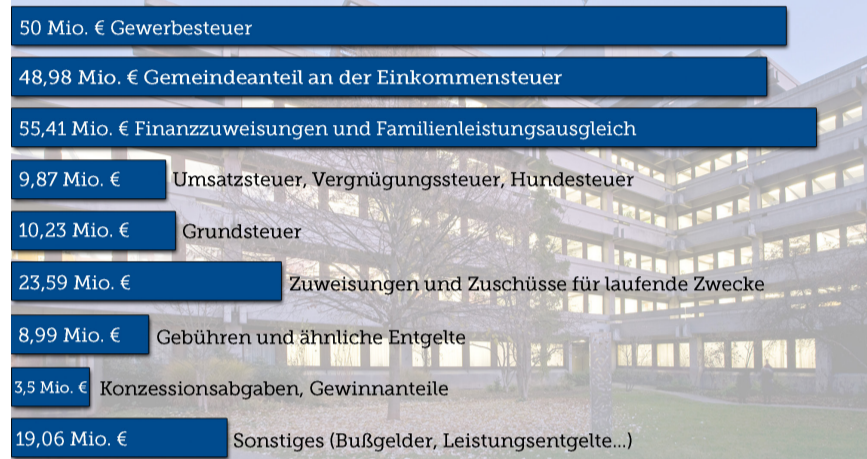 50 Mio. € Gewerbesteuer
48,98 Mio. € Gemeindeanteil an der Einkommensteuer
55,41 Mio. € Finanzzuweisungen und Familienleistungsausgleich
9,87 Mio. € Umsatzsteuer, Vergnügungssteuer, Hundesteuer
10,23 Mio. € Grundsteuer
23,59 Mio. € Zuweisungen und Zuschüsse für laufende Zwecke
8,99 Mio. € Gebühren und ähnliche Entgelte
3,5 Mio. € Konzessionsabgaben, Gewinnanteile
19,06 Mio. € Sonstiges (Bußgelder, Leistungsentgelte...)